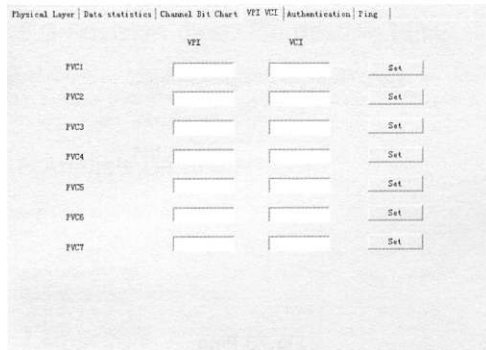 Physical Layer Data statistics Channel Bit Chart VPI VCI Authentication Ping
VPI VCI
PVC1 Set
PVC2 Set
PVC3 Set
PVC4 Set
PVC5 Set
PVC6 Set
PVC7 Set